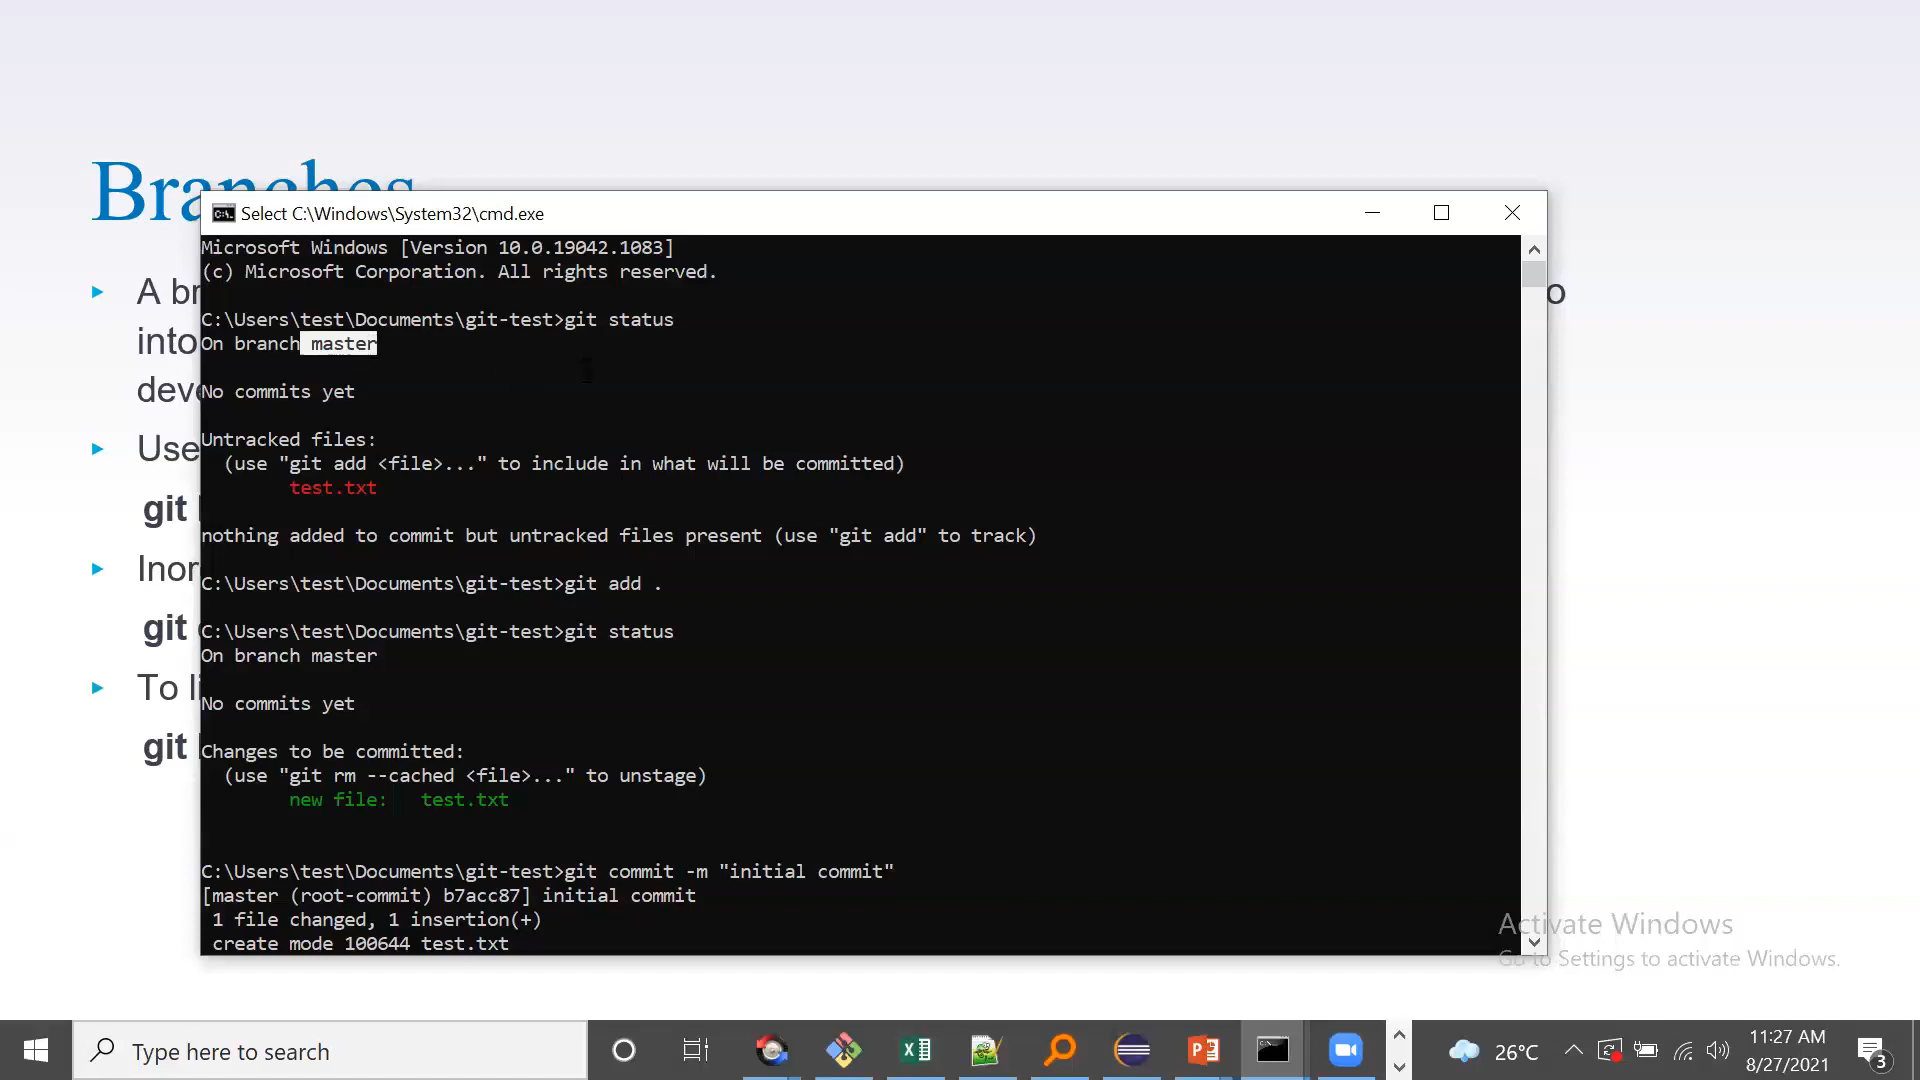 Branches
Select C:\Windows\System32\cmd.exe
Microsoft Windows [Version 10.0.19042.1083]
(c) Microsoft Corporation. All rights reserved.
A br
o
into
deve
C:\Users\test\Documents\git-test>git status
On branch master
No commits yet
Use
Untracked files:
(use "git add <file>..." to include in what will be committed)
test.txt
git
nothing added to commit but untracked files present (use "git add" to track)
Inor
C:\Users\test\Documents\git-test>git add .
git
C:\Users\test\Documents\git-test>git status
On branch master
To li
No commits yet
git
Changes to be committed:
(use "git rm --cached <file>..." to unstage)
new file: test.txt
C:\Users\test\Documents\git-test>git commit -m "initial commit"
[master (root-commit) b7acc87] initial commit
1 file changed, 1 insertion(+)
create mode 100644 test.txt
Activate Windows
Go to Settings to activate Windows.
Type here to search
26°C
11:27 AM
8/27/2021
3